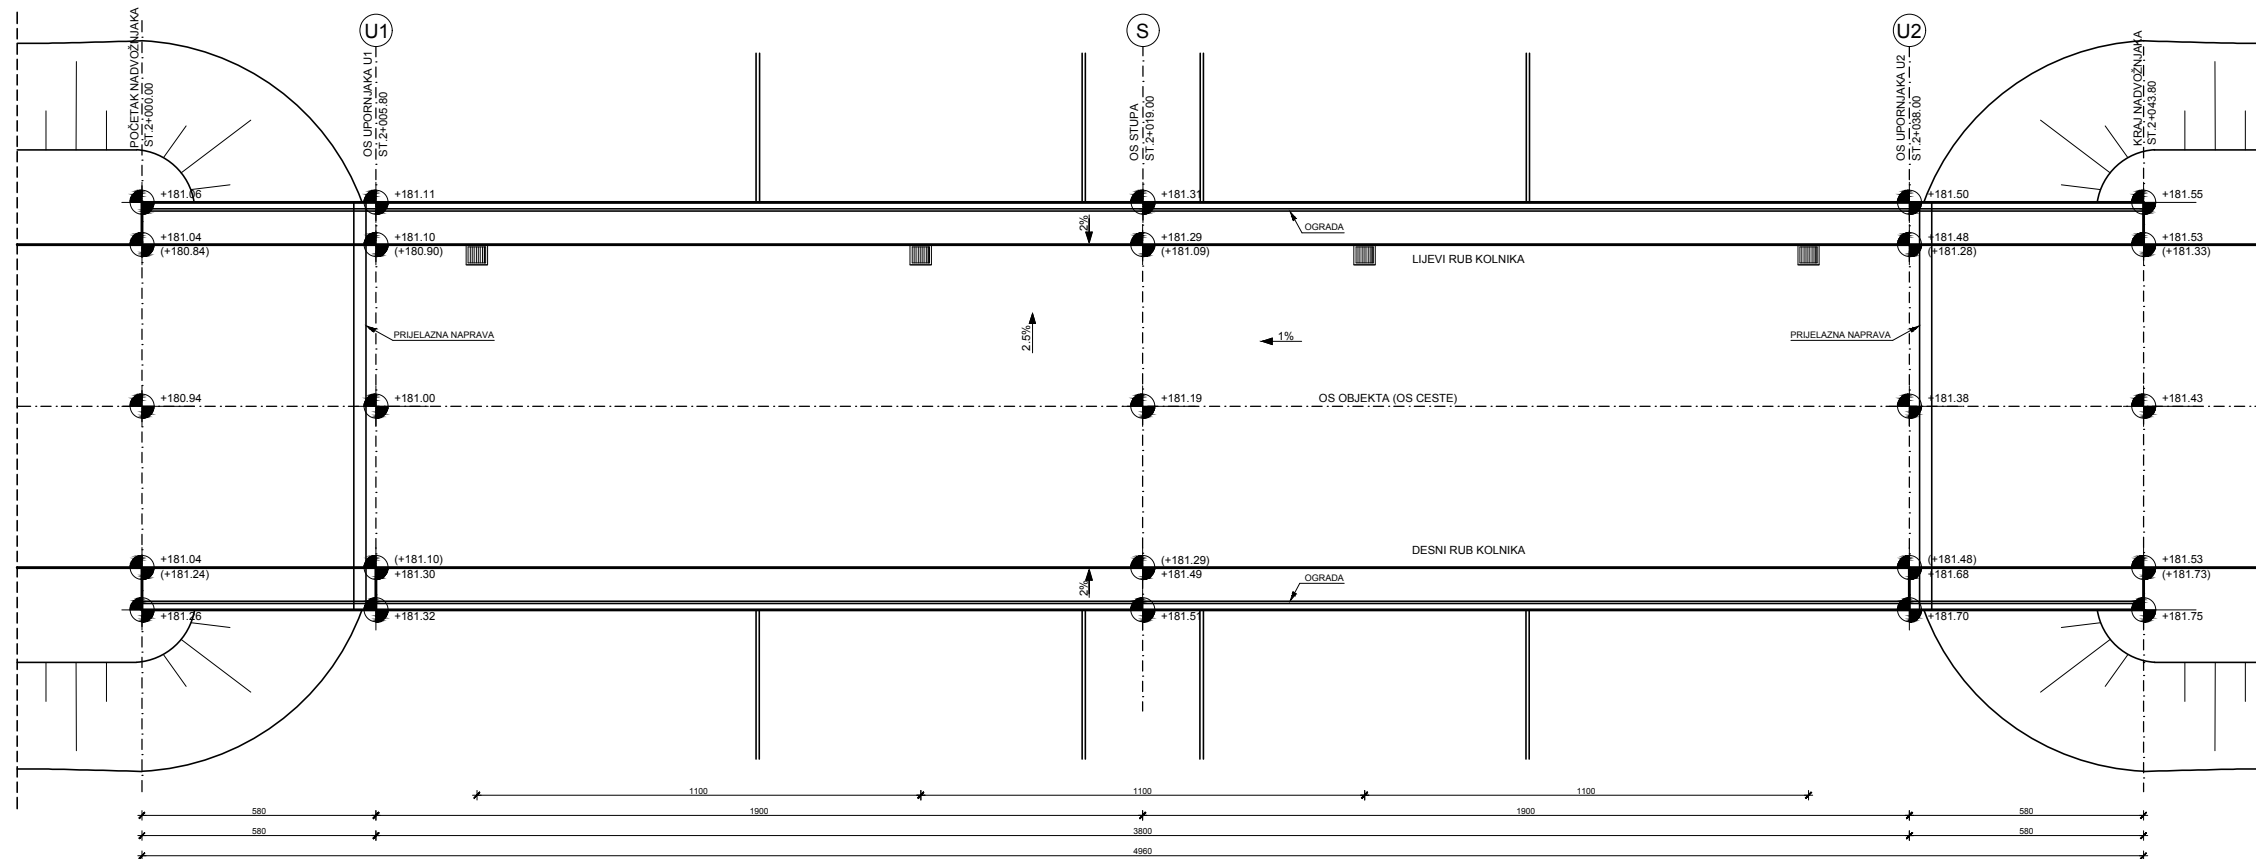 U1
S
U2
POČETAK NADVOŽNJAKA
ST.2+000.00
OS UPORNJAKA U1
ST.2+005.80
OS STUPA
ST.2+019.00
OS UPORNJAKA U2
ST.2+038.00
KRAJ NADVOŽNJAKA
ST.2+043.80
+181.06
+181.11
+181.31
+181.50
+181.55
2%
OGRADA
+181.04
(+180.84)
+181.10
(+180.90)
+181.29
(+181.09)
+181.48
(+181.28)
+181.53
(+181.33)
LIJEVI RUB KOLNIKA
PRIJELAZNA NAPRAVA
2.5%
1%
PRIJELAZNA NAPRAVA
+180.94
+181.00
+181.19
OS OBJEKTA (OS CESTE)
+181.38
+181.43
DESNI RUB KOLNIKA
+181.04
(+181.24)
(+181.10)
+181.30
(+181.29)
+181.49
(+181.48)
+181.68
+181.53
(+181.73)
2%
OGRADA
+181.26
+181.32
+181.51
+181.70
+181.75
1100
1100
1100
580
1900
1900
580
580
3800
580
4960